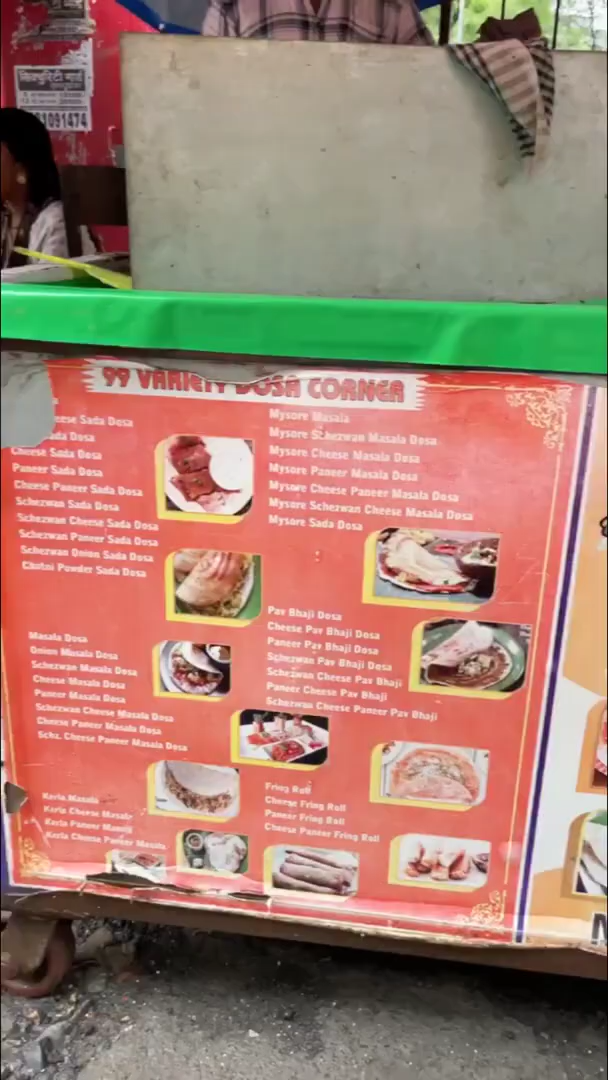 सिक्युरिटी गार्ड
1091474
99 VARIETY DOSA CORNER
Sada Dosa
Sada Dosa
Cheese Sada Dosa
Paneer Sada Dosa
Cheese Paneer Sada Dosa
Schezwan Sada Dosa
Schezwan Cheese Sada Dosa
Schezwan Paneer Sada Dosa
Schezwan Onion Sada Dosa
Chutni Powder Sada Dosa
Masala Dosa
Onion Masala Dosa
Schezwan Masala Dosa
Cheese Masala Dosa
Paneer Masala Dosa
Schezwan Cheese Masala Dosa
Cheese Paneer Masala Dosa
Schz. Cheese Paneer Masala Dosa
Kerla Masala
Kerla Cheese Masala
Kerla Paneer
Kerla Cheese Paneer Masala
Mysore Masala
Mysore Schezwan Masala Dosa
Mysore Cheese Masala Dosa
Mysore Paneer Masala Dosa
Mysore Cheese Paneer Masala Dosa
Mysore Schezwan Cheese Masala Dosa
Mysore Sada Dosa
Pav Bhaji Dosa
Cheese Pav Bhaji Dosa
Paneer Pav Bhaji Dosa
Schezwan Pav Bhaji Dosa
Schezwan Cheese Pav Bhaji
Paneer Cheese Pav Bhaji
Schezwan Cheese Paneer Pav Bhaji
Fring Roll
Cheese Fring Roll
Paneer Fring Roll
Cheese Paneer Fring Roll